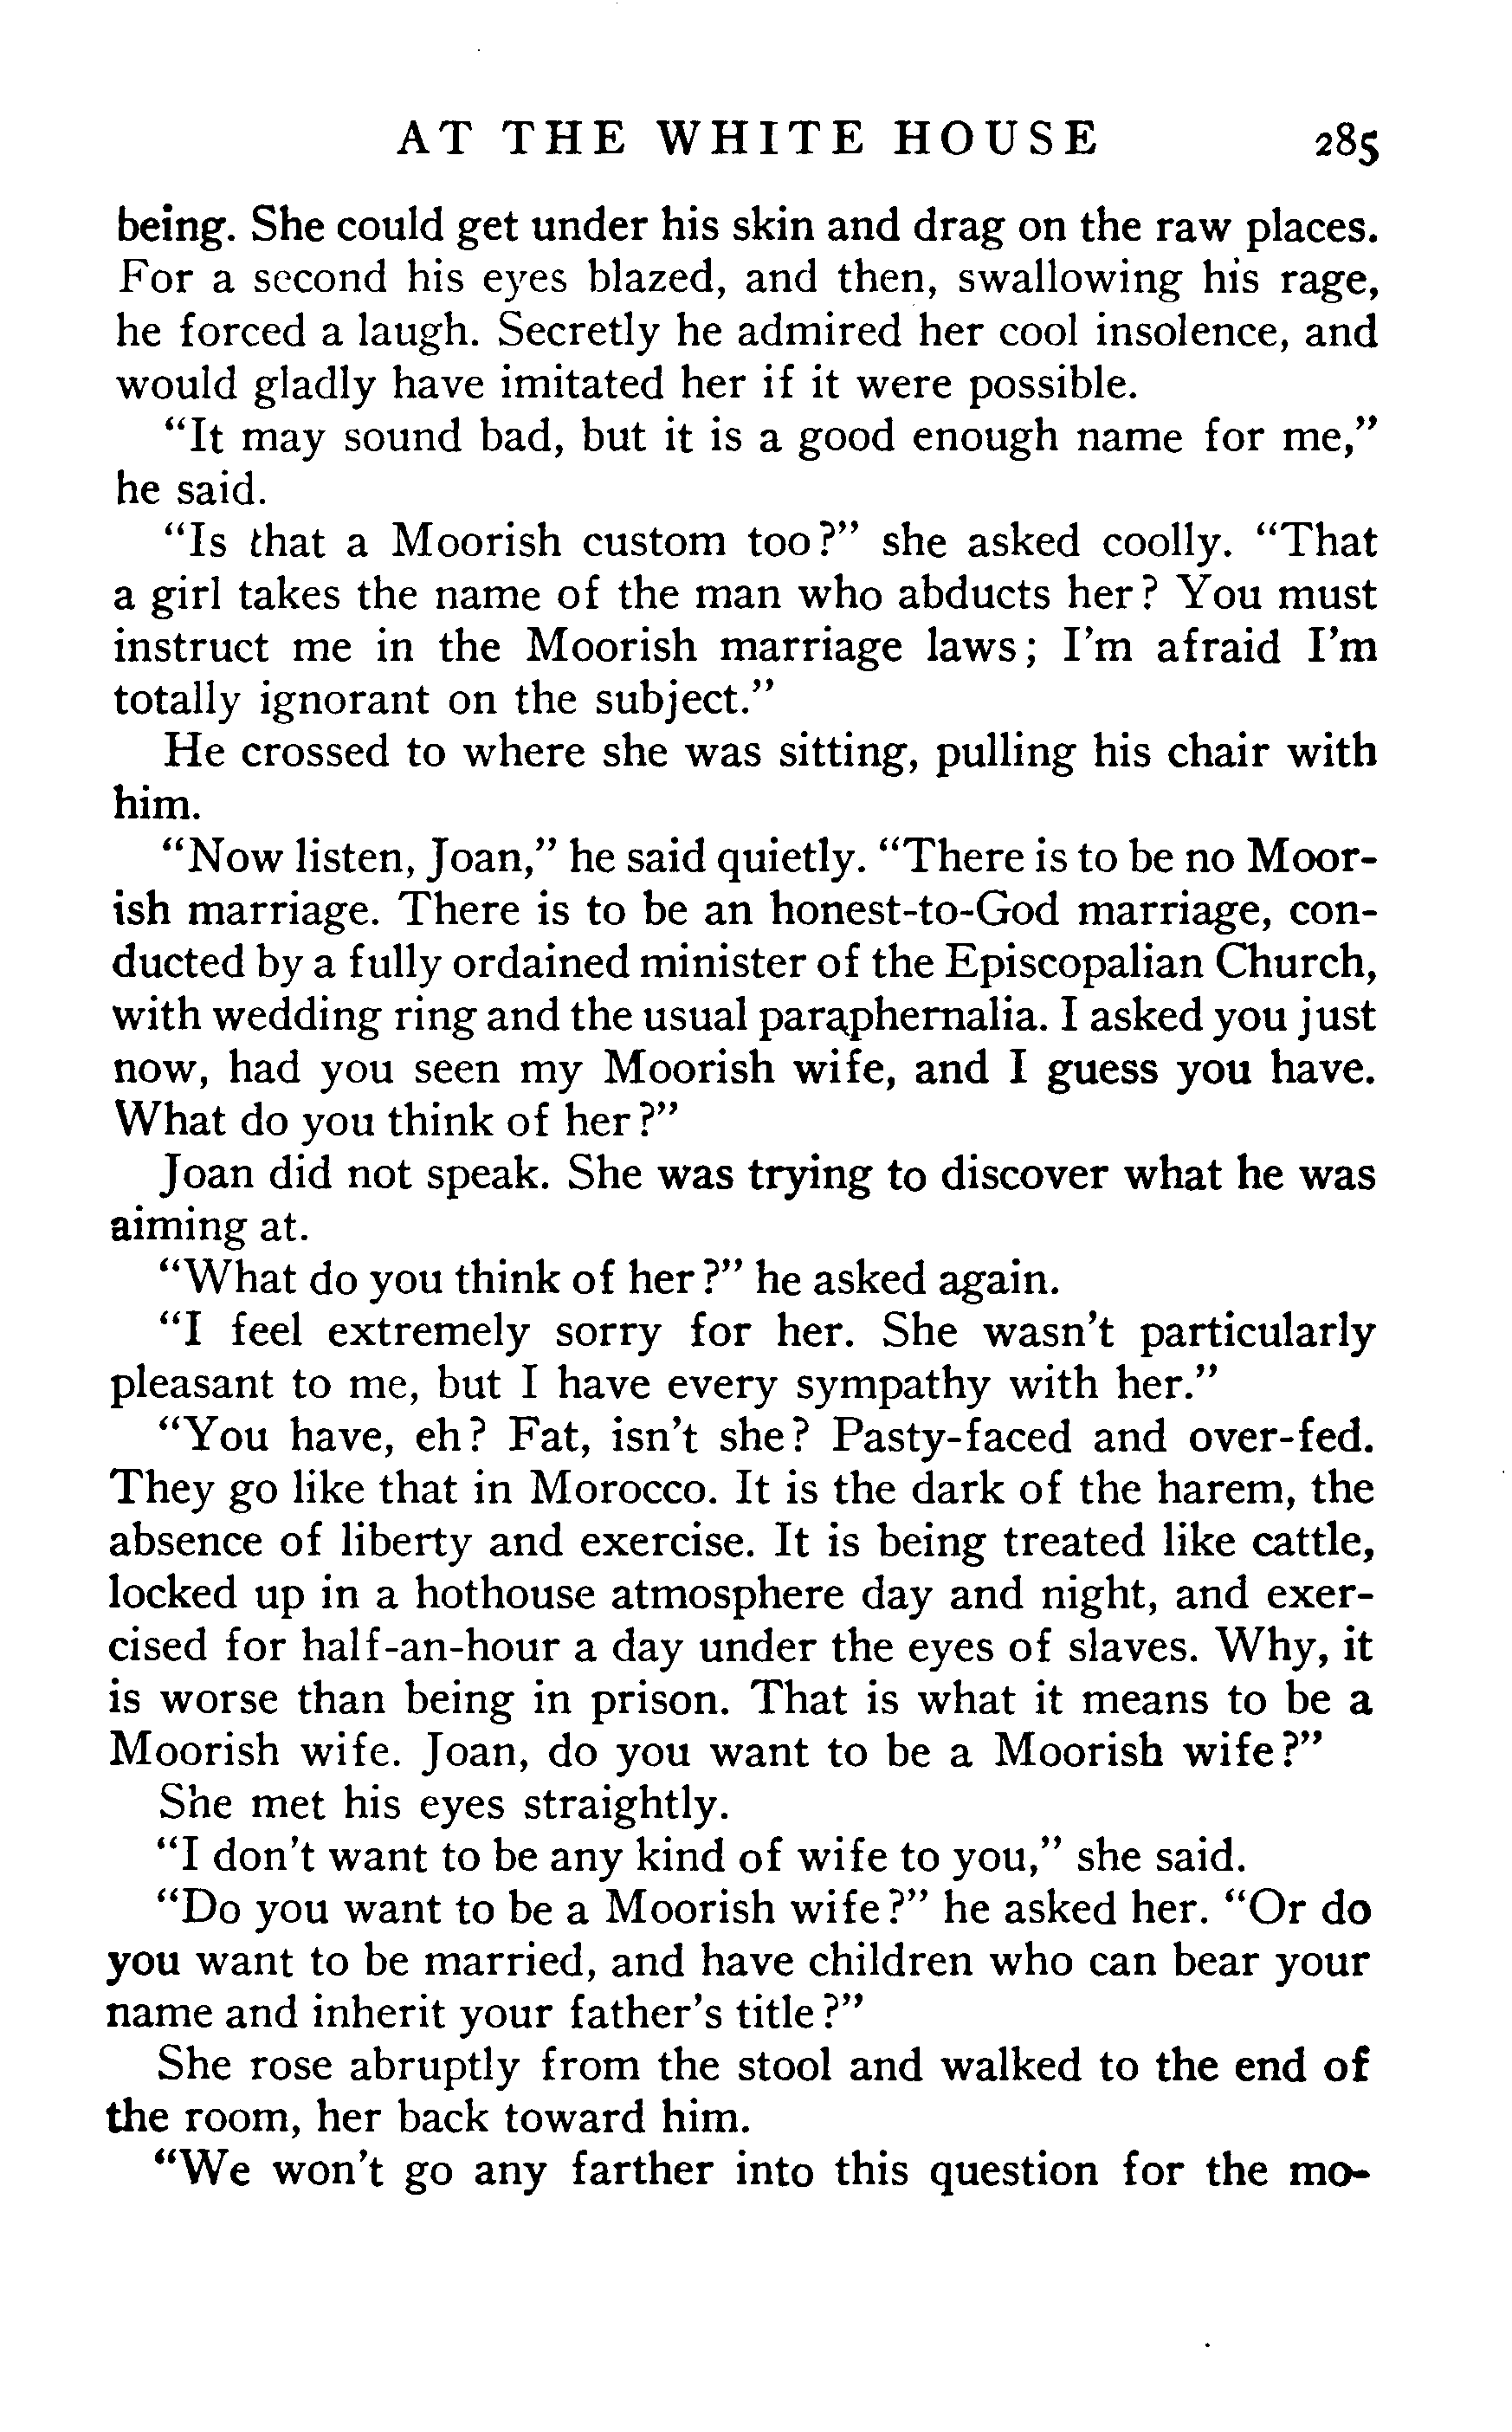 AT THE WHITE HOUSE 285
being. She could get under his skin and drag on the raw places.
For a second his eyes blazed, and then, swallowing his rage,
he forced a laugh. Secretly he admired her cool insolence, and
would gladly have imitated her if it were possible.
"It may sound bad, but it is a good enough name for me,"
he said.
"Is that a Moorish custom too?" she asked coolly. "That
a girl takes the name of the man who abducts her? You must
instruct me in the Moorish marriage laws; I'm afraid I'm
totally ignorant on the subject."
He crossed to where she was sitting, pulling his chair with
him.
"Now listen, Joan," he said quietly. "There is to be no Moor-
ish marriage. There is to be an honest-to-God marriage, con-
ducted by a fully ordained minister of the Episcopalian Church,
with wedding ring and the usual paraphernalia. I asked you just
now, had you seen my Moorish wife, and I guess you have.
What do you think of her?"
Joan did not speak. She was trying to discover what he was
aiming at.
"What do you think of her?" he asked again.
"I feel extremely sorry for her. She wasn't particularly
pleasant to me, but I have every sympathy with her."
"You have, eh? Fat, isn't she? Pasty-faced and over-fed.
They go like that in Morocco. It is the dark of the harem, the
absence of liberty and exercise. It is being treated like cattle,
locked up in a hothouse atmosphere day and night, and exer-
cised for half-an-hour a day under the eyes of slaves. Why, it
is worse than being in prison. That is what it means to be a
Moorish wife. Joan, do you want to be a Moorish wife?"
She met his eyes straightly.
"I don't want to be any kind of wife to you," she said.
"Do you want to be a Moorish wife?" he asked her. "Or do
you want to be married, and have children who can bear your
name and inherit your father's title?"
She rose abruptly from the stool and walked to the end of
the room, her back toward him.
"We won't go any farther into this question for the mo-